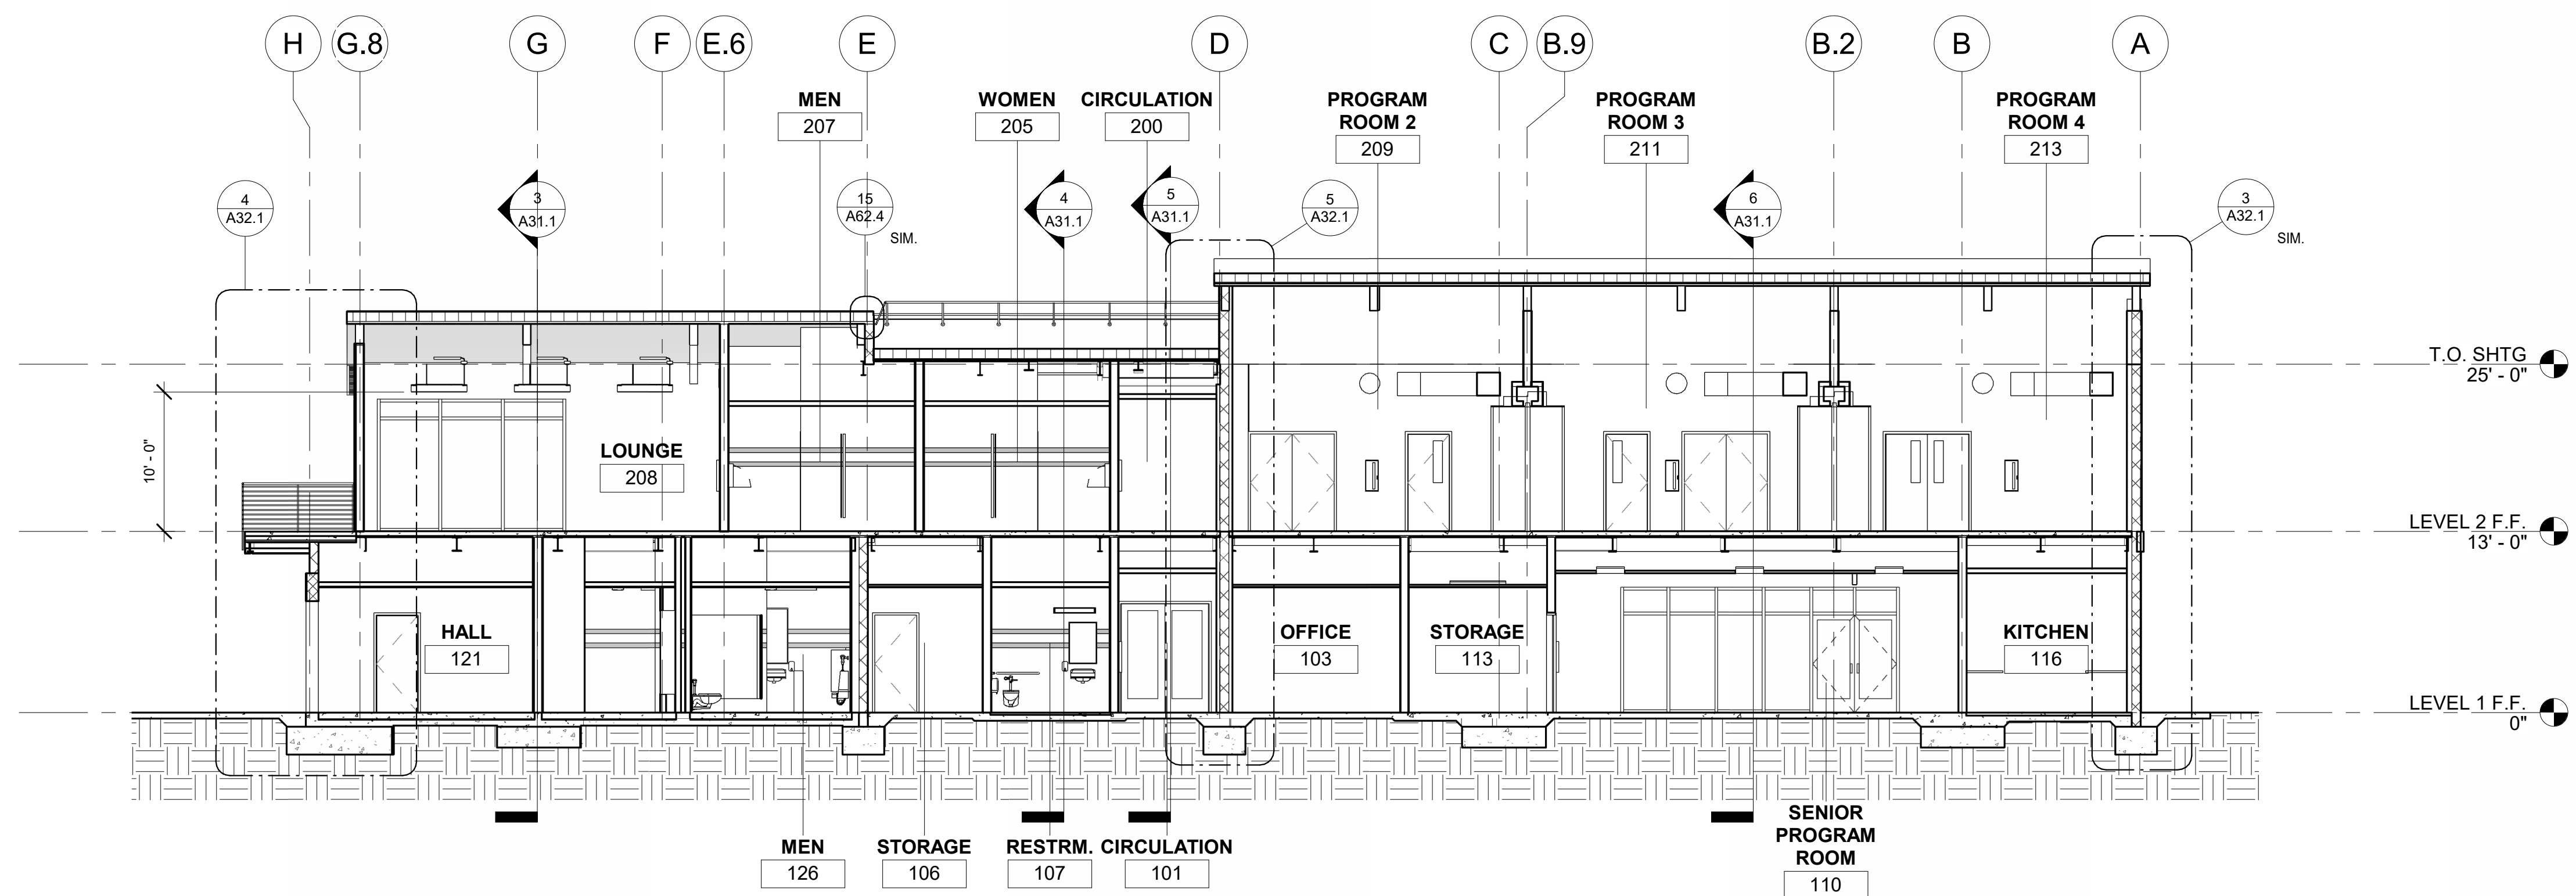 H
G.8
G
F
E.6
E
D
C
B.9
B.2
B
A
MEN
207
WOMEN
205
CIRCULATION
200
PROGRAM
ROOM 2
209
PROGRAM
ROOM 3
211
PROGRAM
ROOM 4
213
4
A32.1
3
A31.1
15
A62.4
SIM.
4
A31.1
5
A31.1
5
A32.1
6
A31.1
3
A32.1
SIM.
T.O. SHTG
25' - 0"
10' - 0"
LOUNGE
208
LEVEL 2 F.F.
13' - 0"
HALL
121
OFFICE
103
STORAGE
113
KITCHEN
116
LEVEL 1 F.F.
0"
MEN
126
STORAGE
106
RESTRM.
107
CIRCULATION
101
SENIOR
PROGRAM
ROOM
110